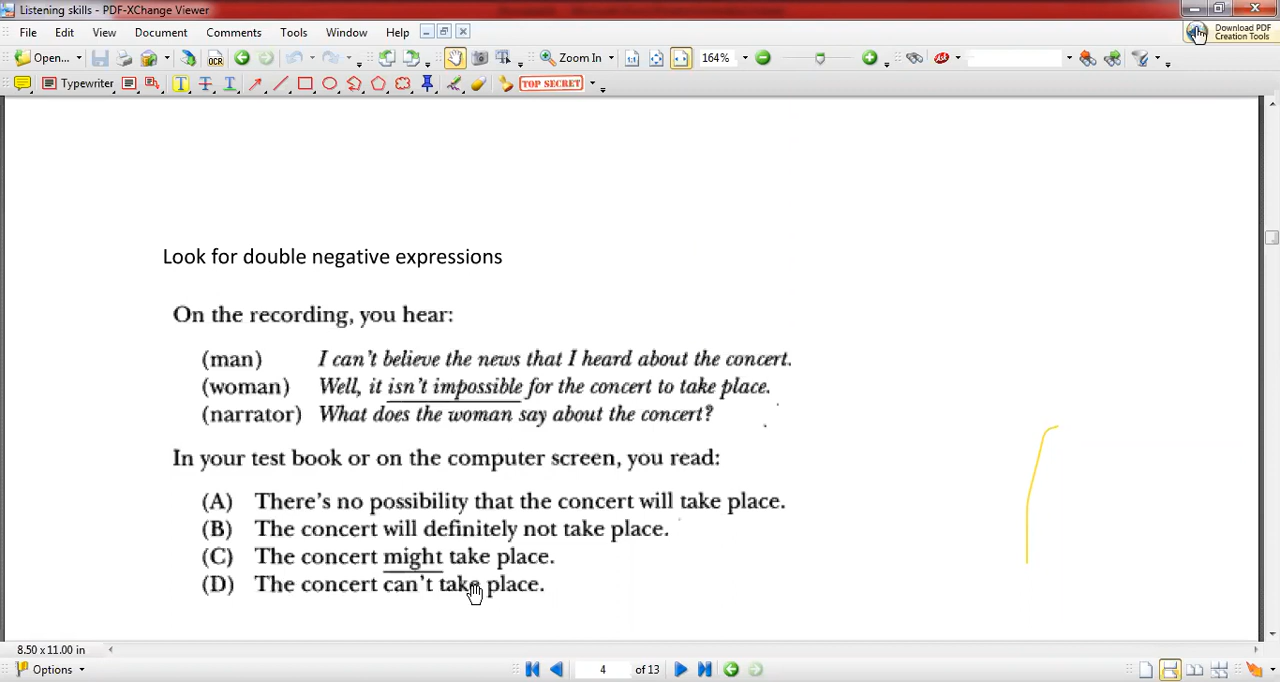 Listening skills - PDF-XChange Viewer
File Edit View Document Comments Tools Window Help
Download PDF
Creation Tools
Open... OCR Zoom In 164%
Typewriter TOP SECRET
Look for double negative expressions
On the recording, you hear:
(man) I can't believe the news that I heard about the concert.
(woman) Well, it isn't impossible for the concert to take place.
(narrator) What does the woman say about the concert?
In your test book or on the computer screen, you read:
(A) There's no possibility that the concert will take place.
(B) The concert will definitely not take place.
(C) The concert might take place.
(D) The concert can't take place.
8.50 x 11.00 in
Options 4 of 13